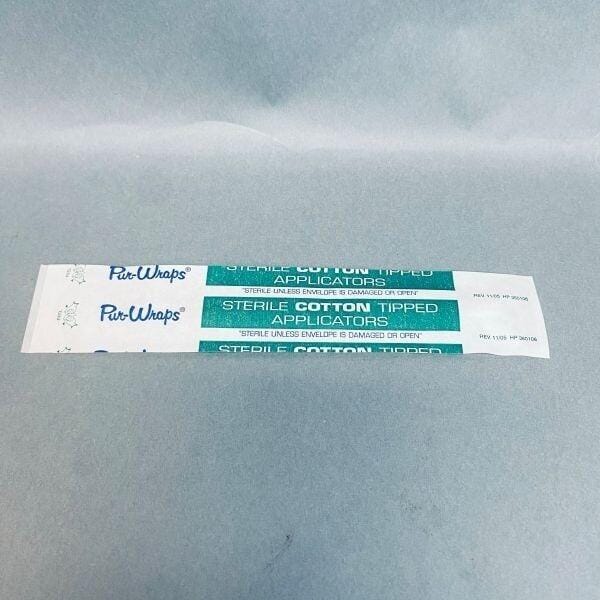 Pur-Wraps®
STERILE COTTON TIPPED
APPLICATORS
"STERILE UNLESS ENVELOPE IS DAMAGED OR OPEN"
REV. 11/05 HP 360106
Pur-Wraps®
STERILE COTTON TIPPED
APPLICATORS
"STERILE UNLESS ENVELOPE IS DAMAGED OR OPEN"
REV. 11/05 HP 360106
Pur-Wraps
STERILE COTTON TIPPED